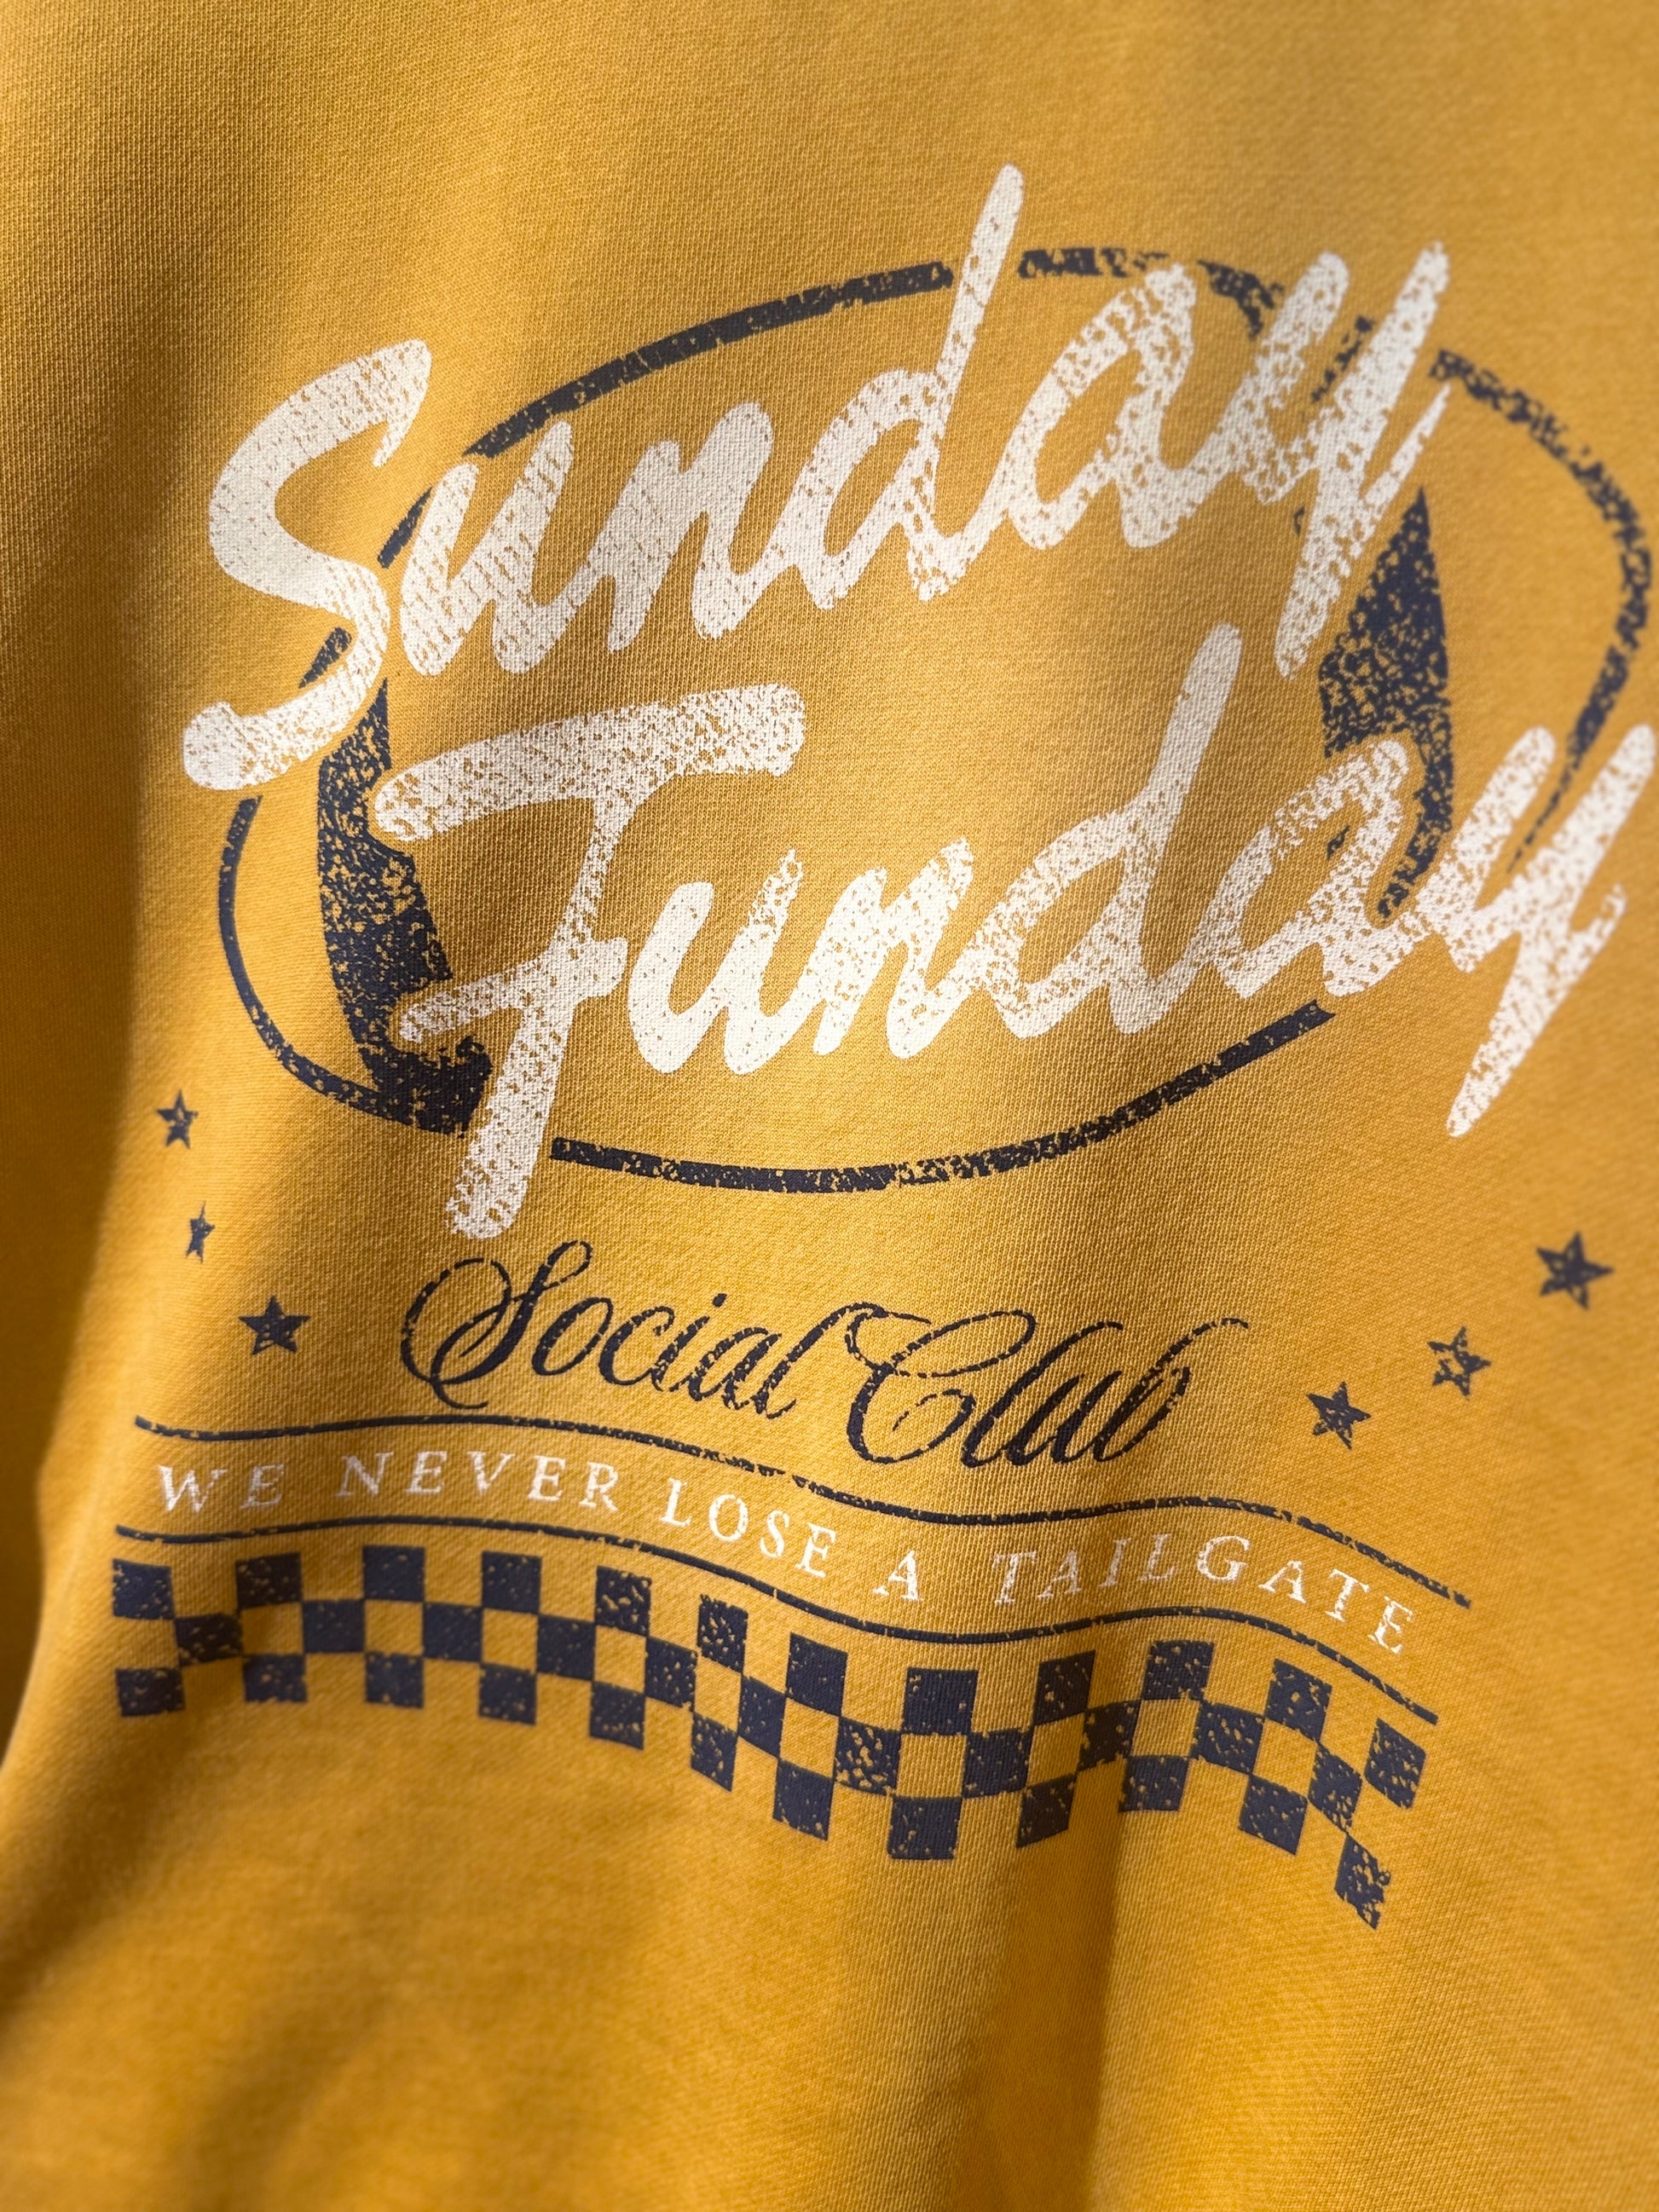 Sunday
Funday
Social Club
WE NEVER LOSE A TAILGATE